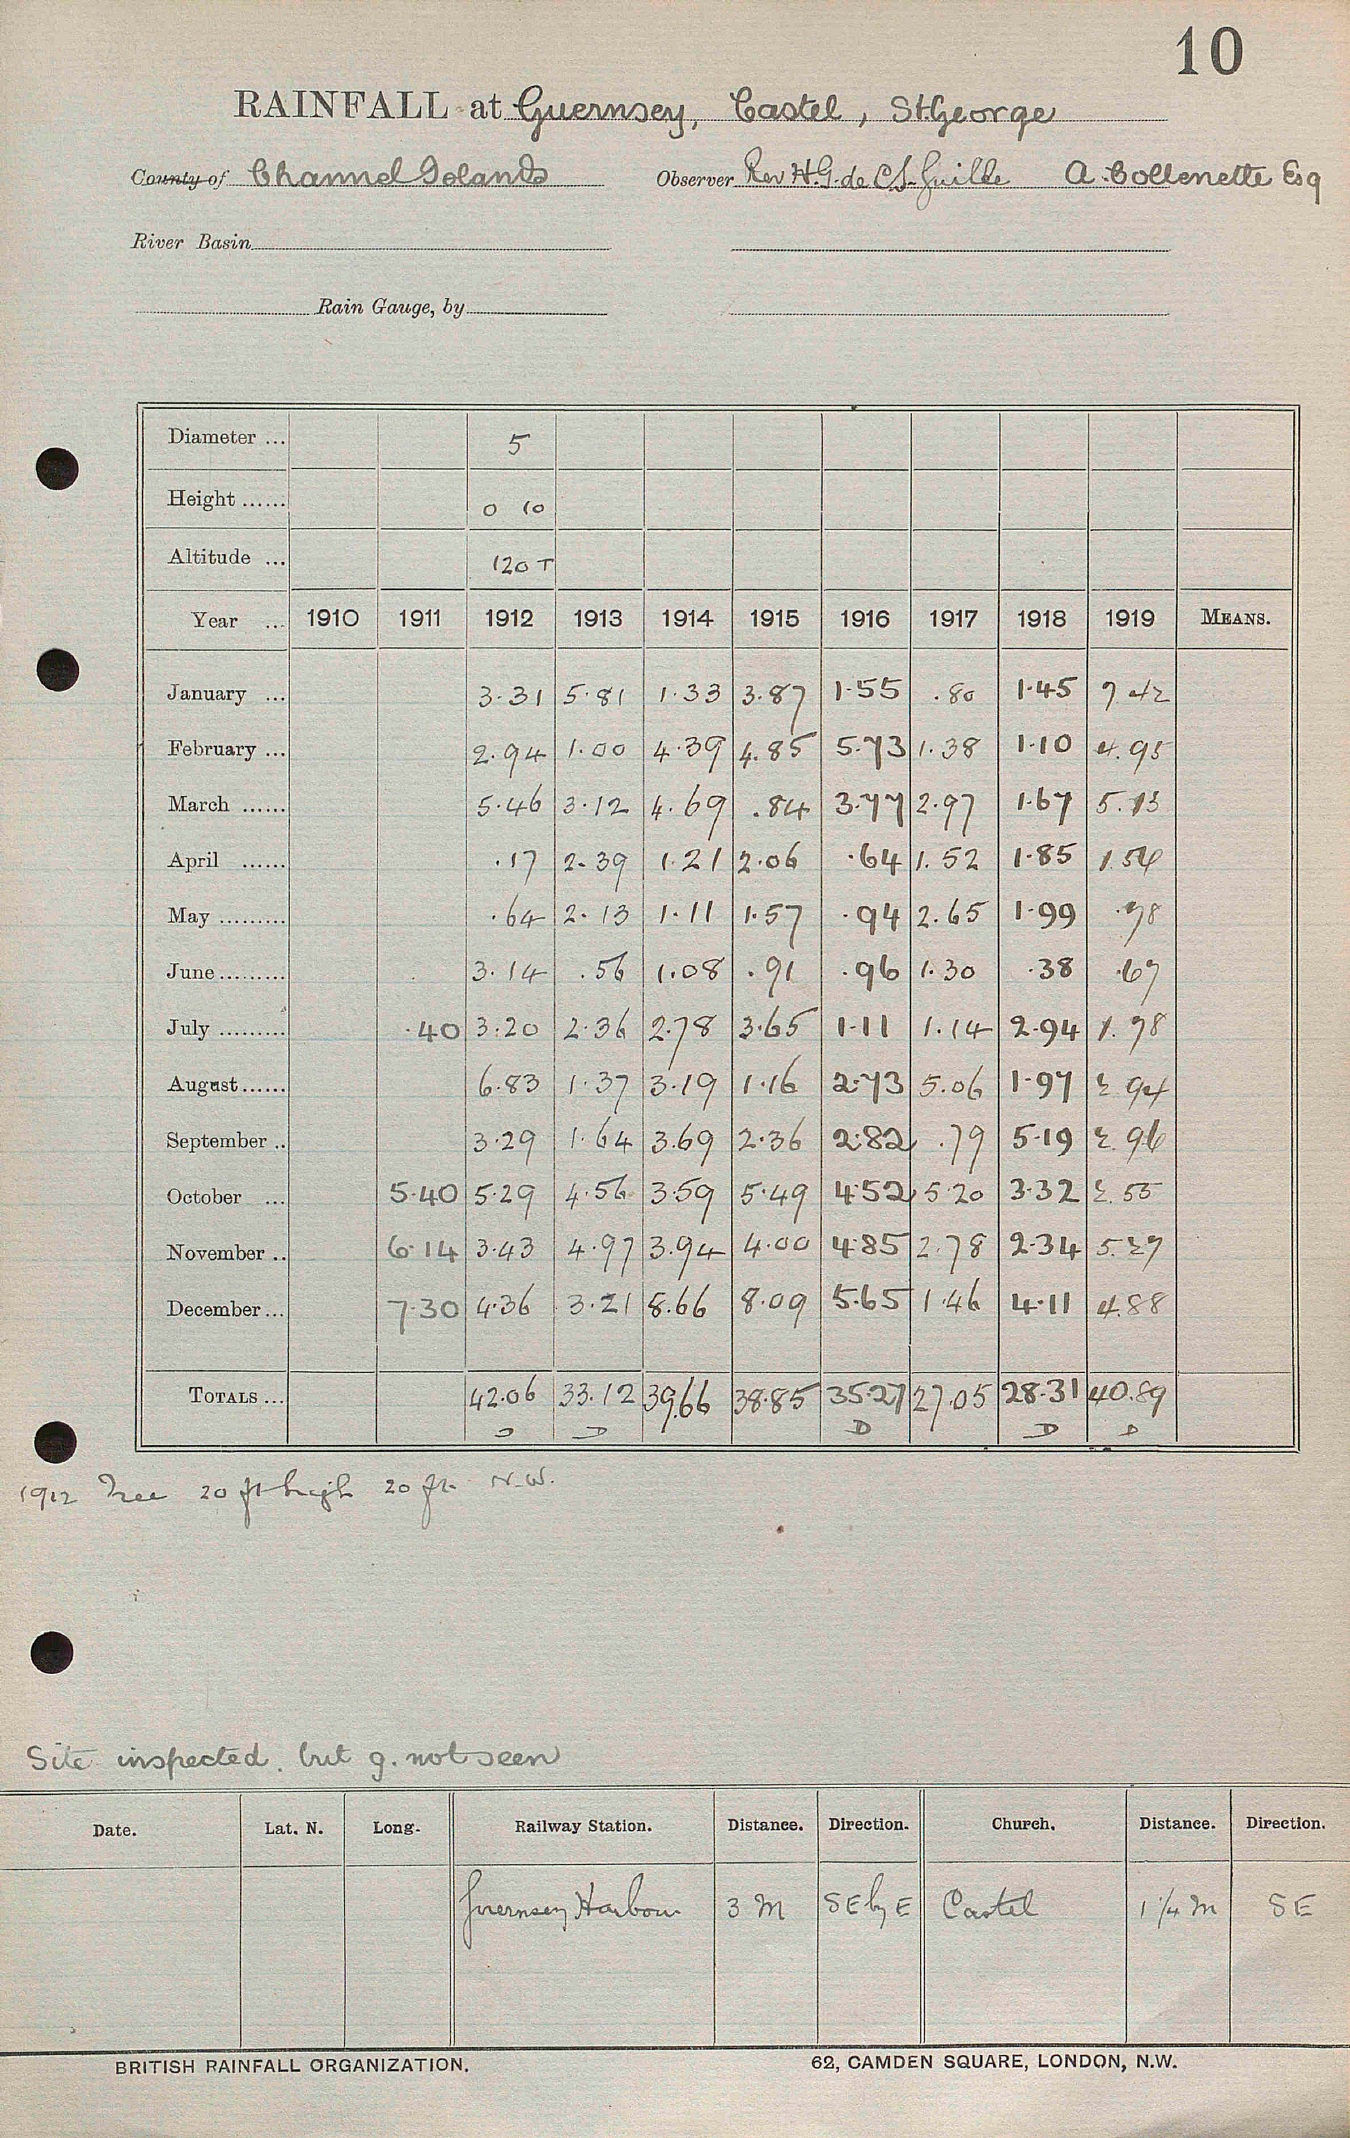 10
RAINFALL at Guernsey, Castel, St. George
County of Channel Islands Observer Rev H.G. de C.S. Guille A. Collenette Esq
River Basin
Rain Gauge, by
Diameter ... 5
Height ...... 0 10
Altitude ... 120 T
Year ... 1910 1911 1912 1913 1914 1915 1916 1917 1918 1919 MEANS.
January ... 3.31 5.81 1.33 3.87 1.55 .80 1.45 7.42
February ... 2.94 1.00 4.39 4.85 5.73 1.38 1.10 4.95
March ...... 5.46 3.12 4.69 .84 3.77 2.97 1.67 5.13
April ...... .17 2.39 1.21 2.06 .64 1.52 1.85 1.56
May ......... .64 2.13 1.11 1.57 .94 2.65 1.99 .78
June ......... 3.14 .56 1.08 .91 .96 1.30 .38 .67
July ......... .40 3.20 2.36 2.78 3.65 1.11 1.14 2.94 1.78
August ...... 6.83 1.37 3.19 1.16 2.73 5.06 1.97 2.94
September .. 3.29 1.64 3.69 2.36 2.82 .79 5.19 2.96
October ... 5.40 5.29 4.56 3.59 5.49 4.52 5.20 3.32 2.55
November .. 6.14 3.43 4.97 3.94 4.00 4.85 2.78 2.34 5.27
December ... 7.30 4.36 3.21 8.66 8.09 5.65 1.46 4.11 4.88
TOTALS ... 42.06 33.12 39.66 38.85 35.27 27.05 28.31 40.89
D D D D D
1912 Tree 20 ft high 20 ft. N.W.
Site inspected. but g. not seen
Date. Lat. N. Long. Railway Station. Distance. Direction. Church. Distance. Direction.
Guernsey Harbour 3 M SE by E Castel 1 1/4 M SE
BRITISH RAINFALL ORGANIZATION. 62, CAMDEN SQUARE, LONDON, N.W.